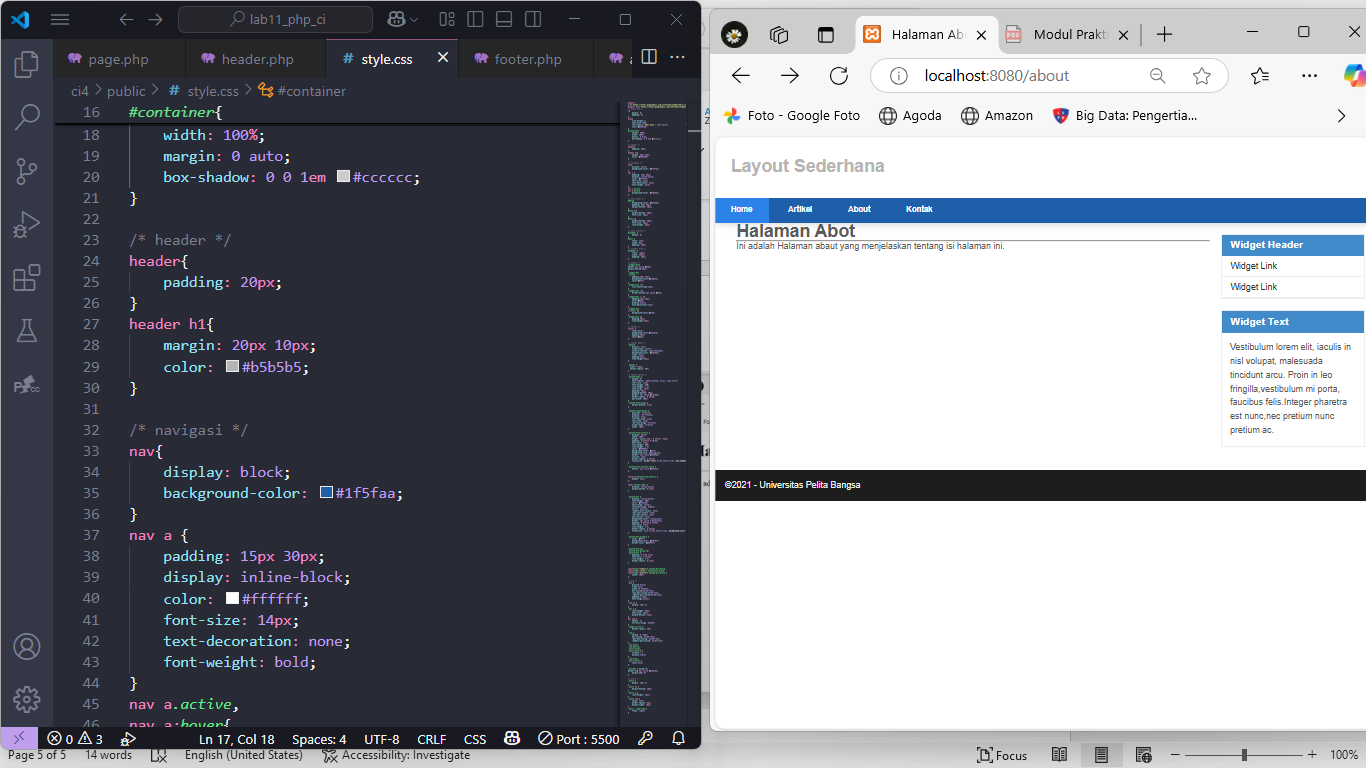 lab11_php_ci
page.php
header.php
# style.css
footer.php
ci4 › public › # style.css › #container
16 #container{
18 width: 100%;
19 margin: 0 auto;
20 box-shadow: 0 0 1em #cccccc;
21 }
22
23 /* header */
24 header{
25 padding: 20px;
26 }
27 header h1{
28 margin: 20px 10px;
29 color: #b5b5b5;
30 }
31
32 /* navigasi */
33 nav{
34 display: block;
35 background-color: #1f5faa;
36 }
37 nav a {
38 padding: 15px 30px;
39 display: inline-block;
40 color: #ffffff;
41 font-size: 14px;
42 text-decoration: none;
43 font-weight: bold;
44 }
45 nav a.active,
46 nav a:hover{
0 3 Ln 17, Col 18 Spaces: 4 UTF-8 CRLF CSS Port : 5500
Page 5 of 5 14 words English (United States) Accessibility: Investigate Focus 100%
Halaman Abo
Modul Prakt
localhost:8080/about
Foto - Google Foto Agoda Amazon Big Data: Pengertia...
Layout Sederhana
Home Artikel About Kontak
Halaman Abot
Ini adalah Halaman abaut yang menjelaskan tentang isi halaman ini.
Widget Header
Widget Link
Widget Link
Widget Text
Vestibulum lorem elit, iaculis in
nisl volupat, malesuada
tincidunt arcu. Proin in leo
fringilla,vestibulum mi porta,
faucibus felis.Integer pharetra
est nunc,nec pretium nunc
pretium ac.
©2021 - Universitas Pelita Bangsa